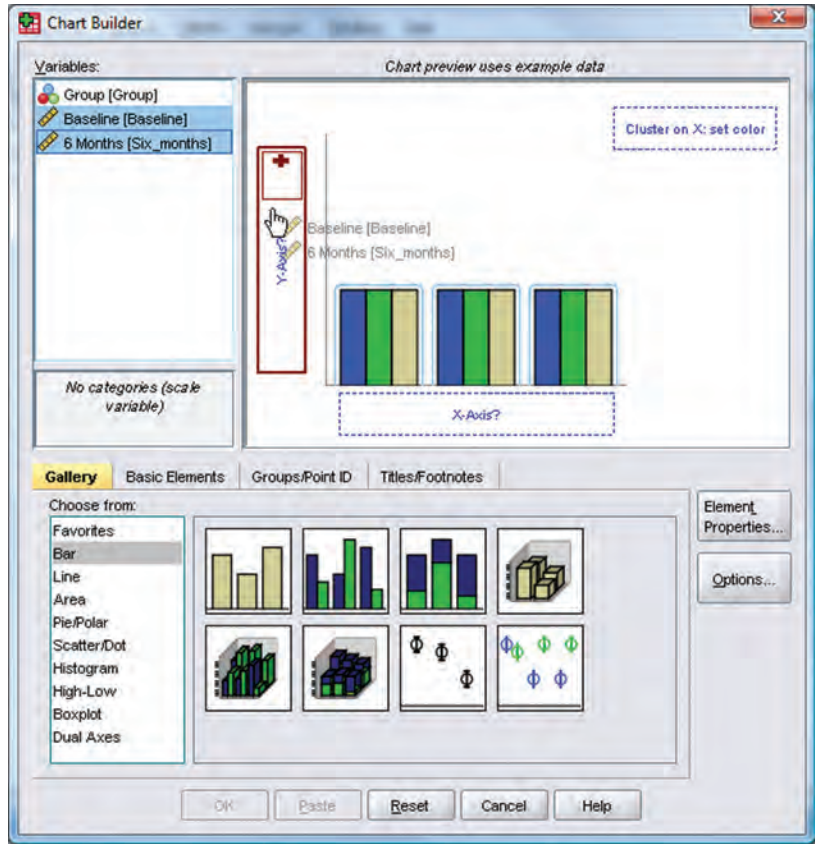 Chart Builder
Variables:
Chart preview uses example data
Group [Group]
Baseline [Baseline]
6 Months [Six_months]
Cluster on X: set color
Baseline [Baseline]
6 Months [Six_months]
Y-Axis?
No categories (scale
variable)
X-Axis?
Gallery
Basic Elements
Groups/Point ID
Titles/Footnotes
Choose from:
Favorites
Bar
Line
Area
Pie/Polar
Scatter/Dot
Histogram
High-Low
Boxplot
Dual Axes
Element
Properties...
Options...
OK
Paste
Reset
Cancel
Help